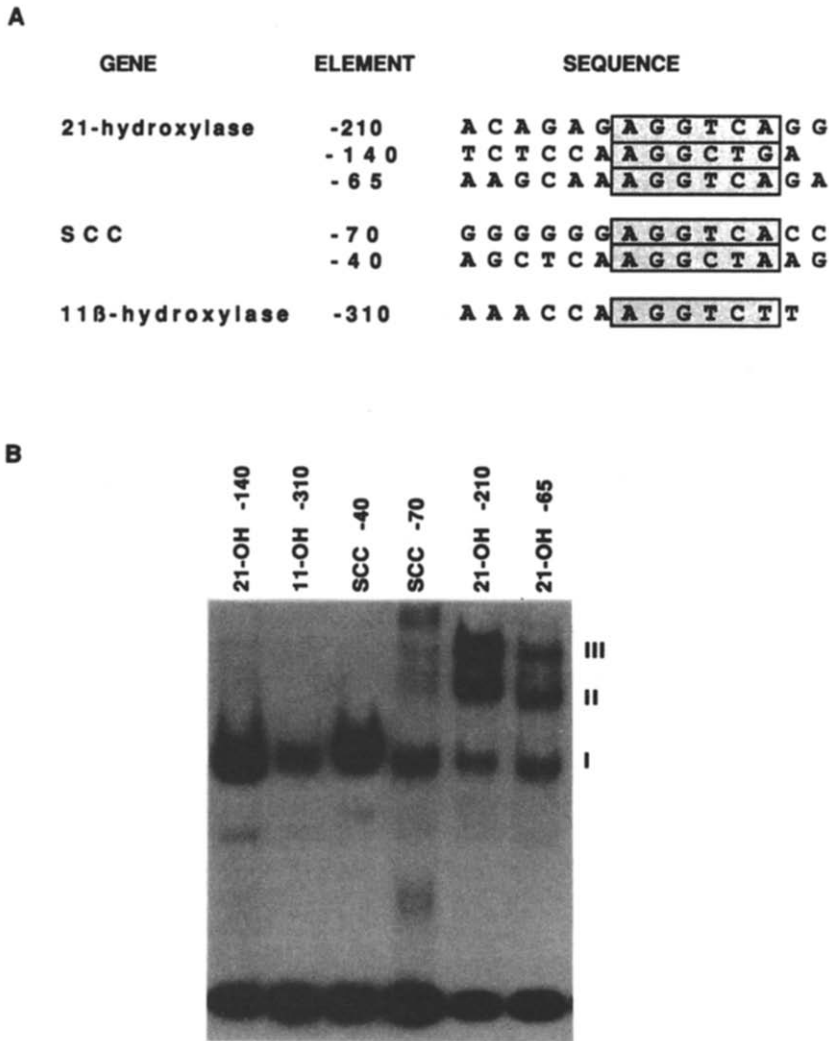 A
GENE ELEMENT SEQUENCE
21-hydroxylase -210 ACAGAGAGGTCAGG
-140 TCTCCAAGGCTGA
-65 AAGCAAAGGTCAGA
SCC -70 GGGGGGAGGTCACC
-40 AGCTCAAGGCTAAG
11ß-hydroxylase -310 AAACCAAGGTCTT
B
21-OH -140
11-OH -310
SCC -40
SCC -70
21-OH -210
21-OH -65
III
II
I